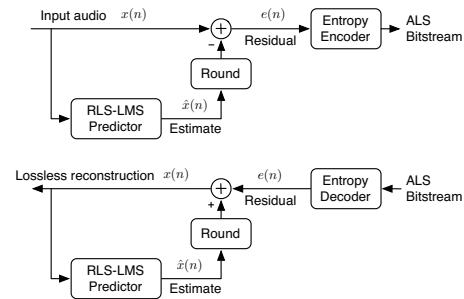 Input audio x(n) e(n) Entropy Encoder ALS Bitstream
+
−
Residual
Round
x̂(n)
RLS-LMS
Predictor
Estimate
Lossless reconstruction x(n) e(n) Entropy Decoder ALS Bitstream
+
+
Residual
Round
x̂(n)
RLS-LMS
Predictor
Estimate